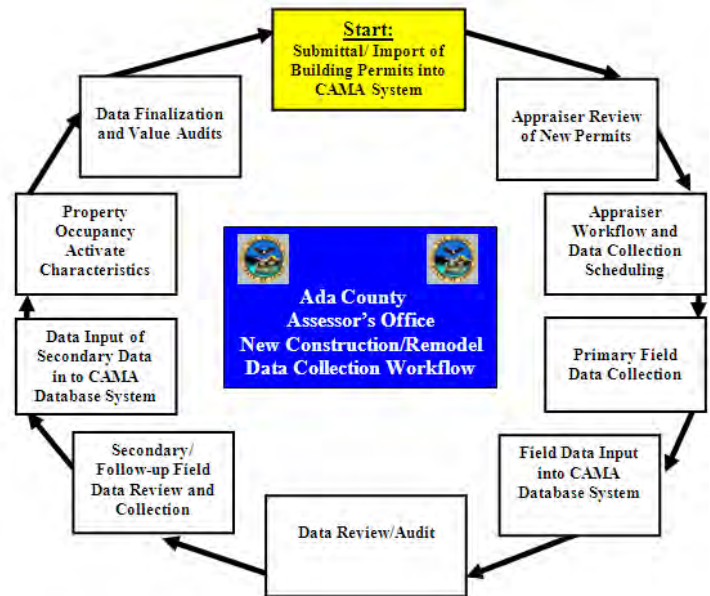 Start:
Submittal/ Import of
Building Permits into
CAMA System
Appraiser Review
of New Permits
Appraiser
Workflow and
Data Collection
Scheduling
Primary Field
Data Collection
Field Data Input
into CAMA
Database System
Data Review/Audit
Secondary/
Follow-up Field
Data Review and
Collection
Data Input of
Secondary Data
in to CAMA
Database System
Property
Occupancy
Activate
Characteristics
Data Finalization
and Value Audits
Ada County
Assessor's Office
New Construction/Remodel
Data Collection Workflow